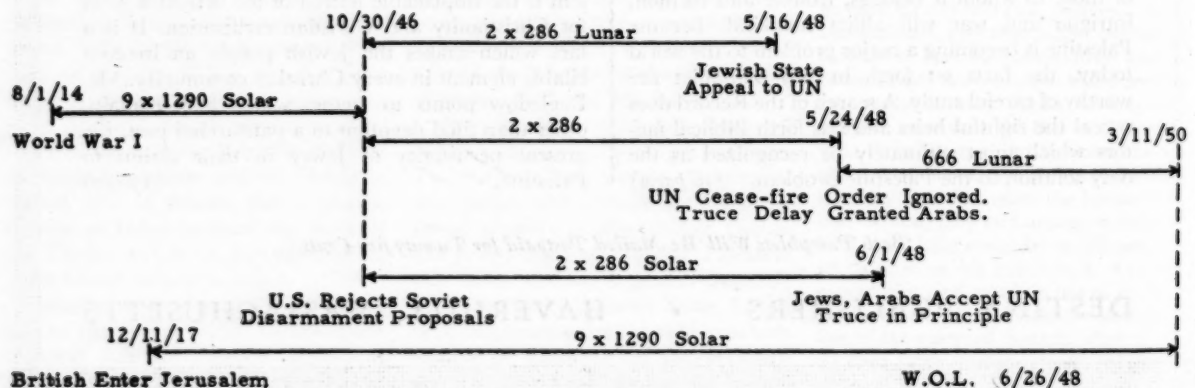 10/30/46 5/16/48
2 x 286 Lunar
Jewish State
Appeal to UN
8/1/14 9 x 1290 Solar
World War I
2 x 286 5/24/48
3/11/50
666 Lunar
UN Cease-fire Order Ignored.
Truce Delay Granted Arabs.
2 x 286 Solar 6/1/48
U.S. Rejects Soviet
Disarmament Proposals
Jews, Arabs Accept UN
Truce in Principle
12/11/17 9 x 1290 Solar
British Enter Jerusalem W.O.L. 6/26/48